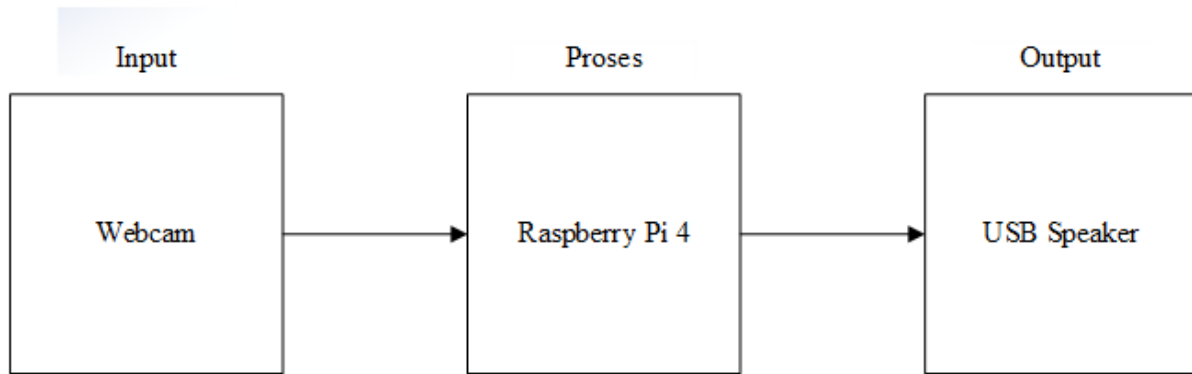 Input
Proses
Output
Webcam
Raspberry Pi 4
USB Speaker